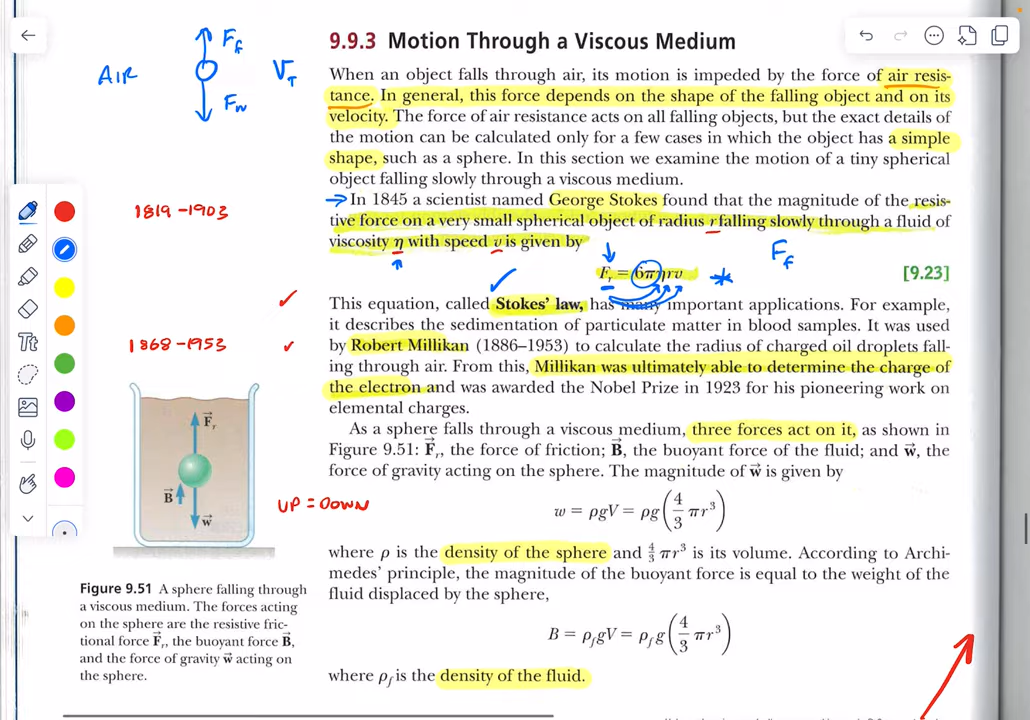 F_f
AIR
V_T
F_w
9.9.3 Motion Through a Viscous Medium
When an object falls through air, its motion is impeded by the force of air resis-
tance. In general, this force depends on the shape of the falling object and on its
velocity. The force of air resistance acts on all falling objects, but the exact details of
the motion can be calculated only for a few cases in which the object has a simple
shape, such as a sphere. In this section we examine the motion of a tiny spherical
object falling slowly through a viscous medium.
→ In 1845 a scientist named George Stokes found that the magnitude of the resis-
tive force on a very small spherical object of radius r falling slowly through a fluid of
viscosity η with speed v is given by
1819 - 1903
F_r = 6πηrv
F_f
[9.23]
This equation, called Stokes' law, has many important applications. For example,
it describes the sedimentation of particulate matter in blood samples. It was used
by Robert Millikan (1886–1953) to calculate the radius of charged oil droplets fall-
ing through air. From this, Millikan was ultimately able to determine the charge of
the electron and was awarded the Nobel Prize in 1923 for his pioneering work on
elemental charges.
1868 - 1953
As a sphere falls through a viscous medium, three forces act on it, as shown in
Figure 9.51: F_r, the force of friction; B, the buoyant force of the fluid; and w, the
force of gravity acting on the sphere. The magnitude of w is given by
F_r
B
w
UP = DOWN
w = ρgV = ρg(4/3 πr³)
where ρ is the density of the sphere and 4/3 πr³ is its volume. According to Archi-
medes' principle, the magnitude of the buoyant force is equal to the weight of the
fluid displaced by the sphere,
B = ρ_f gV = ρ_f g(4/3 πr³)
where ρ_f is the density of the fluid.
Figure 9.51 A sphere falling through
a viscous medium. The forces acting
on the sphere are the resistive fric-
tional force F_r, the buoyant force B,
and the force of gravity w acting on
the sphere.
Tt